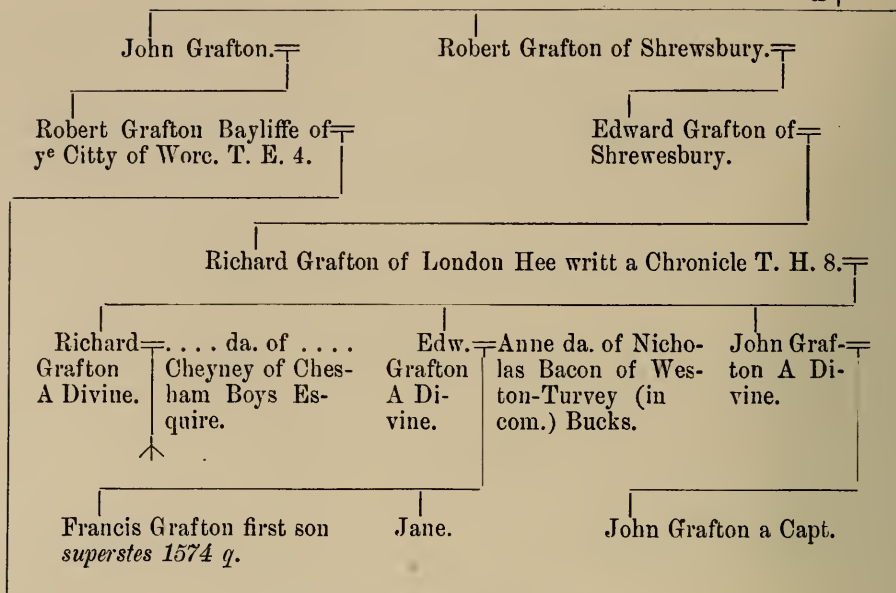 John Grafton.
Robert Grafton of Shrewsbury.
Robert Grafton Bayliffe of
yᵉ Citty of Worc. T. E. 4.
Edward Grafton of
Shrewesbury.
Richard Grafton of London Hee writt a Chronicle T. H. 8.
Richard
Grafton
A Divine.
. . . . da. of . . . .
Cheyney of Ches-
ham Boys Es-
quire.
Edw.
Grafton
A Di-
vine.
Anne da. of Nicho-
las Bacon of Wes-
ton-Turvey (in
com.) Bucks.
John Graf-
ton A Di-
vine.
Francis Grafton first son
superstes 1574 q.
Jane.
John Grafton a Capt.